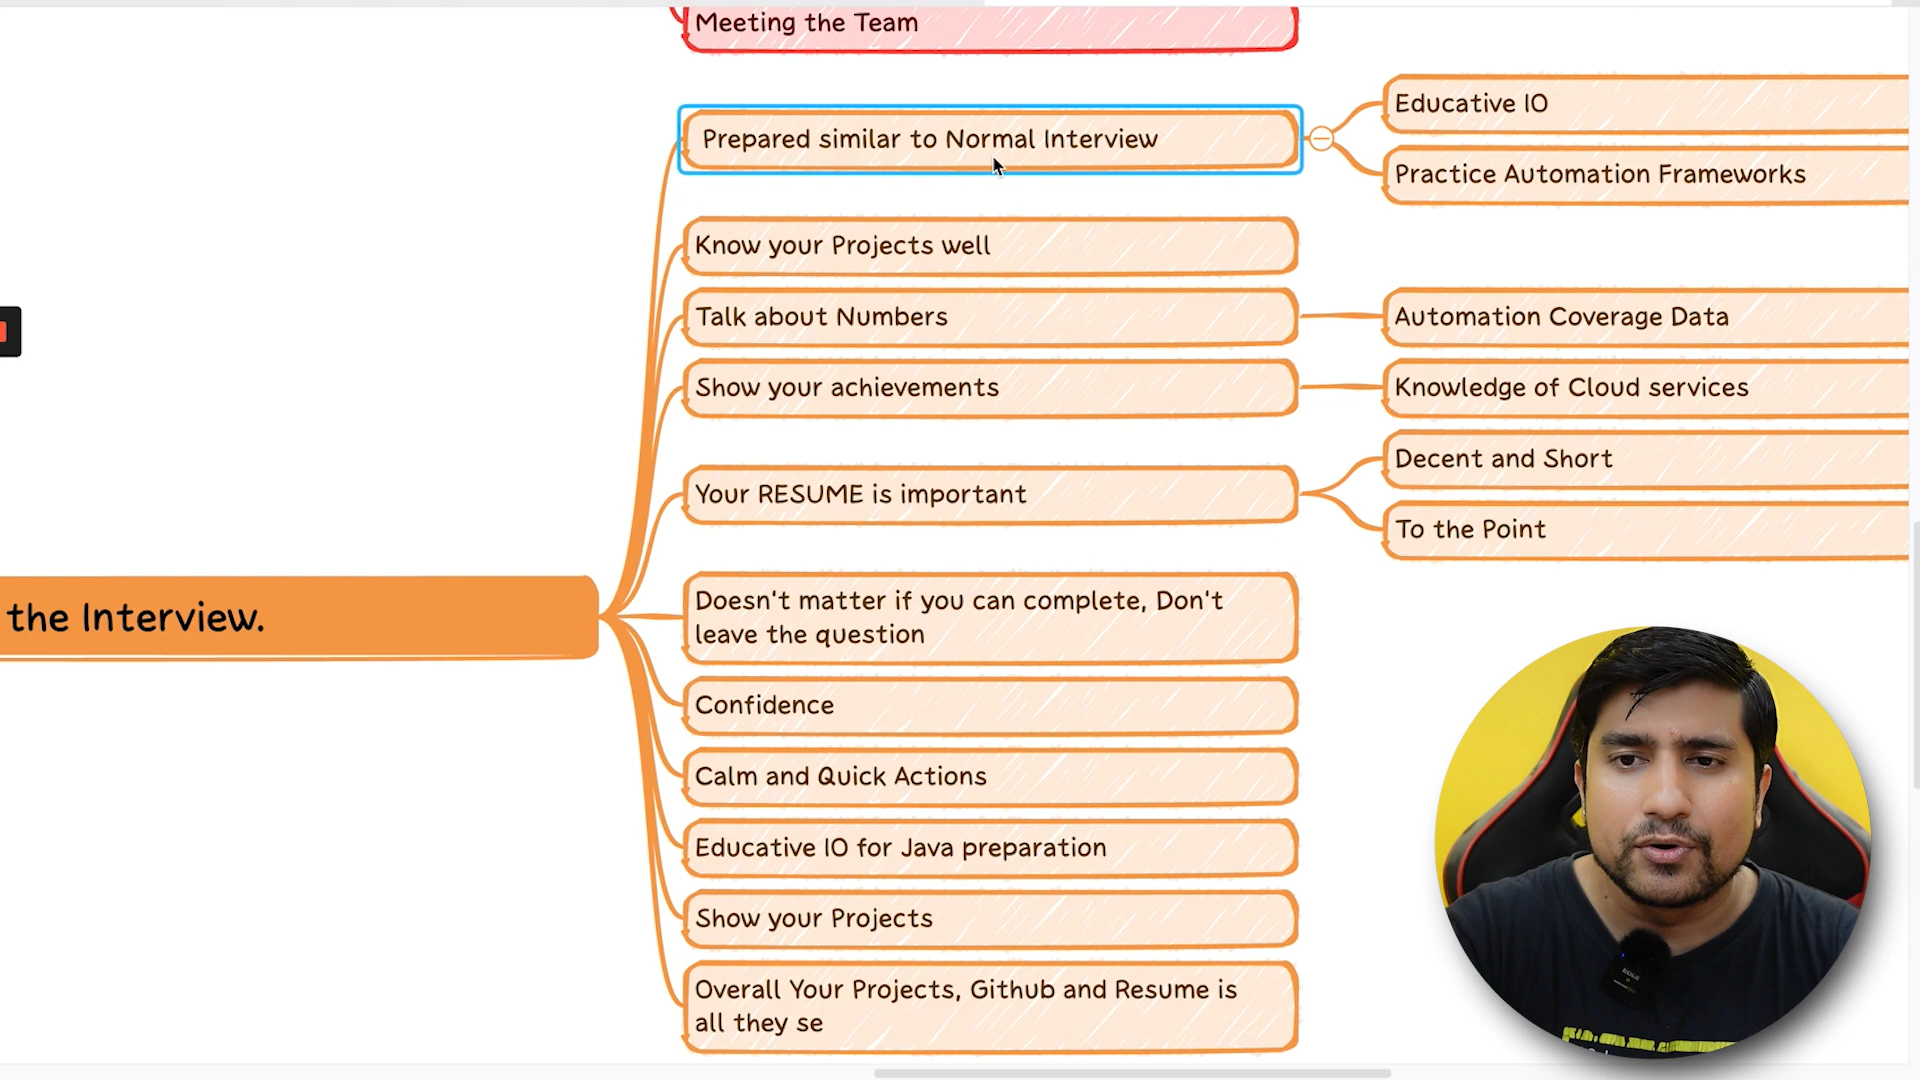 Meeting the Team
Prepared similar to Normal Interview
Educative IO
Practice Automation Frameworks
Know your Projects well
Talk about Numbers
Automation Coverage Data
Show your achievements
Knowledge of Cloud services
Your RESUME is important
Decent and Short
To the Point
the Interview.
Doesn't matter if you can complete, Don't
leave the question
Confidence
Calm and Quick Actions
Educative IO for Java preparation
Show your Projects
Overall Your Projects, Github and Resume is
all they se